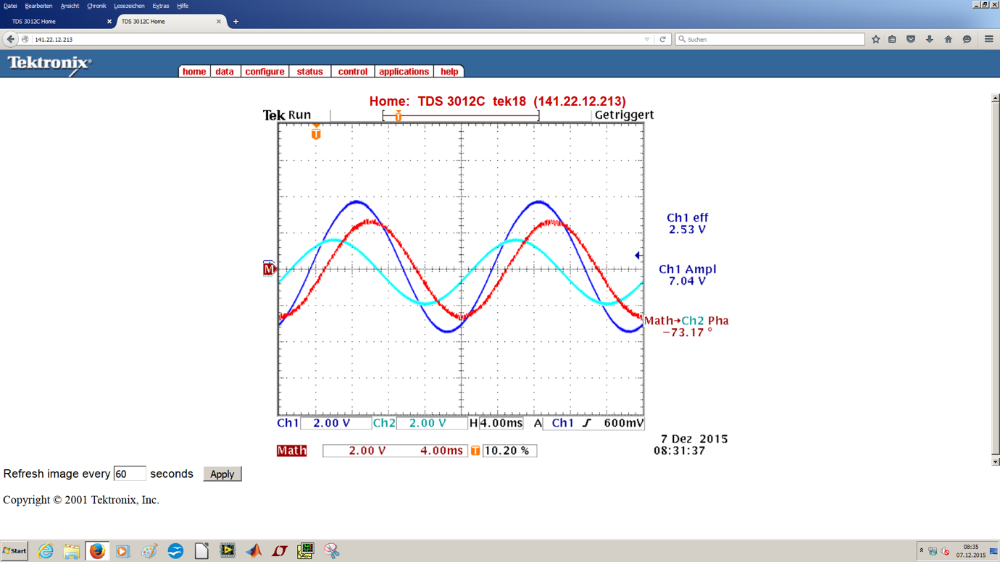 Datei Bearbeiten Ansicht Chronik Lesezeichen Extras Hilfe
TDS 3012C Home × TDS 3012C Home × +
141.22.12.213 Suchen
Tektronix®
home data configure status control applications help
Home: TDS 3012C tek18 (141.22.12.213)
Tek Run T Getriggert
T
Ch1 eff
2.53 V
M
Ch1 Ampl
7.04 V
Math→Ch2 Pha
−73.17 °
Ch1 2.00 V Ch2 2.00 V H 4.00ms A Ch1 600mV
7 Dez 2015
08:31:37
Math 2.00 V 4.00ms T 10.20 %
Refresh image every 60 seconds Apply
Copyright © 2001 Tektronix, Inc.
Start
08:35
07.12.2015